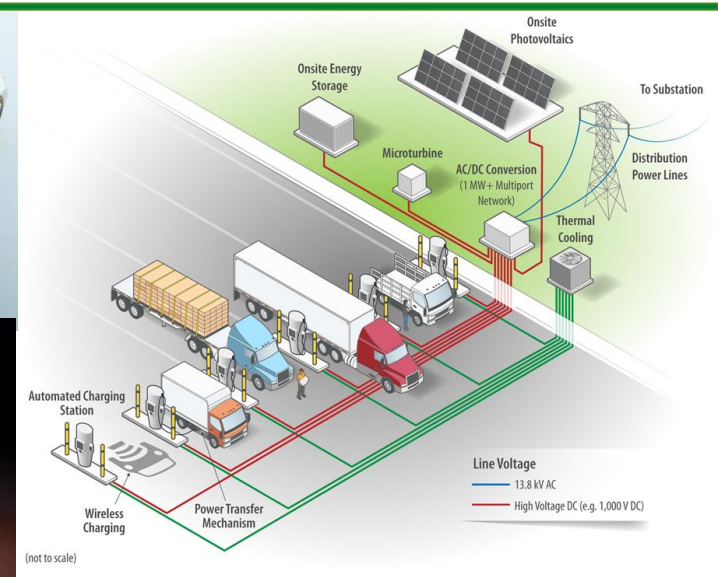 Onsite
Photovoltaics
Onsite Energy
Storage
To Substation
Microturbine
AC/DC Conversion
(1 MW+ Multiport
Network)
Distribution
Power Lines
Thermal
Cooling
Automated Charging
Station
Wireless
Charging
Power Transfer
Mechanism
Line Voltage
13.8 kV AC
High Voltage DC (e.g. 1,000 V DC)
(not to scale)